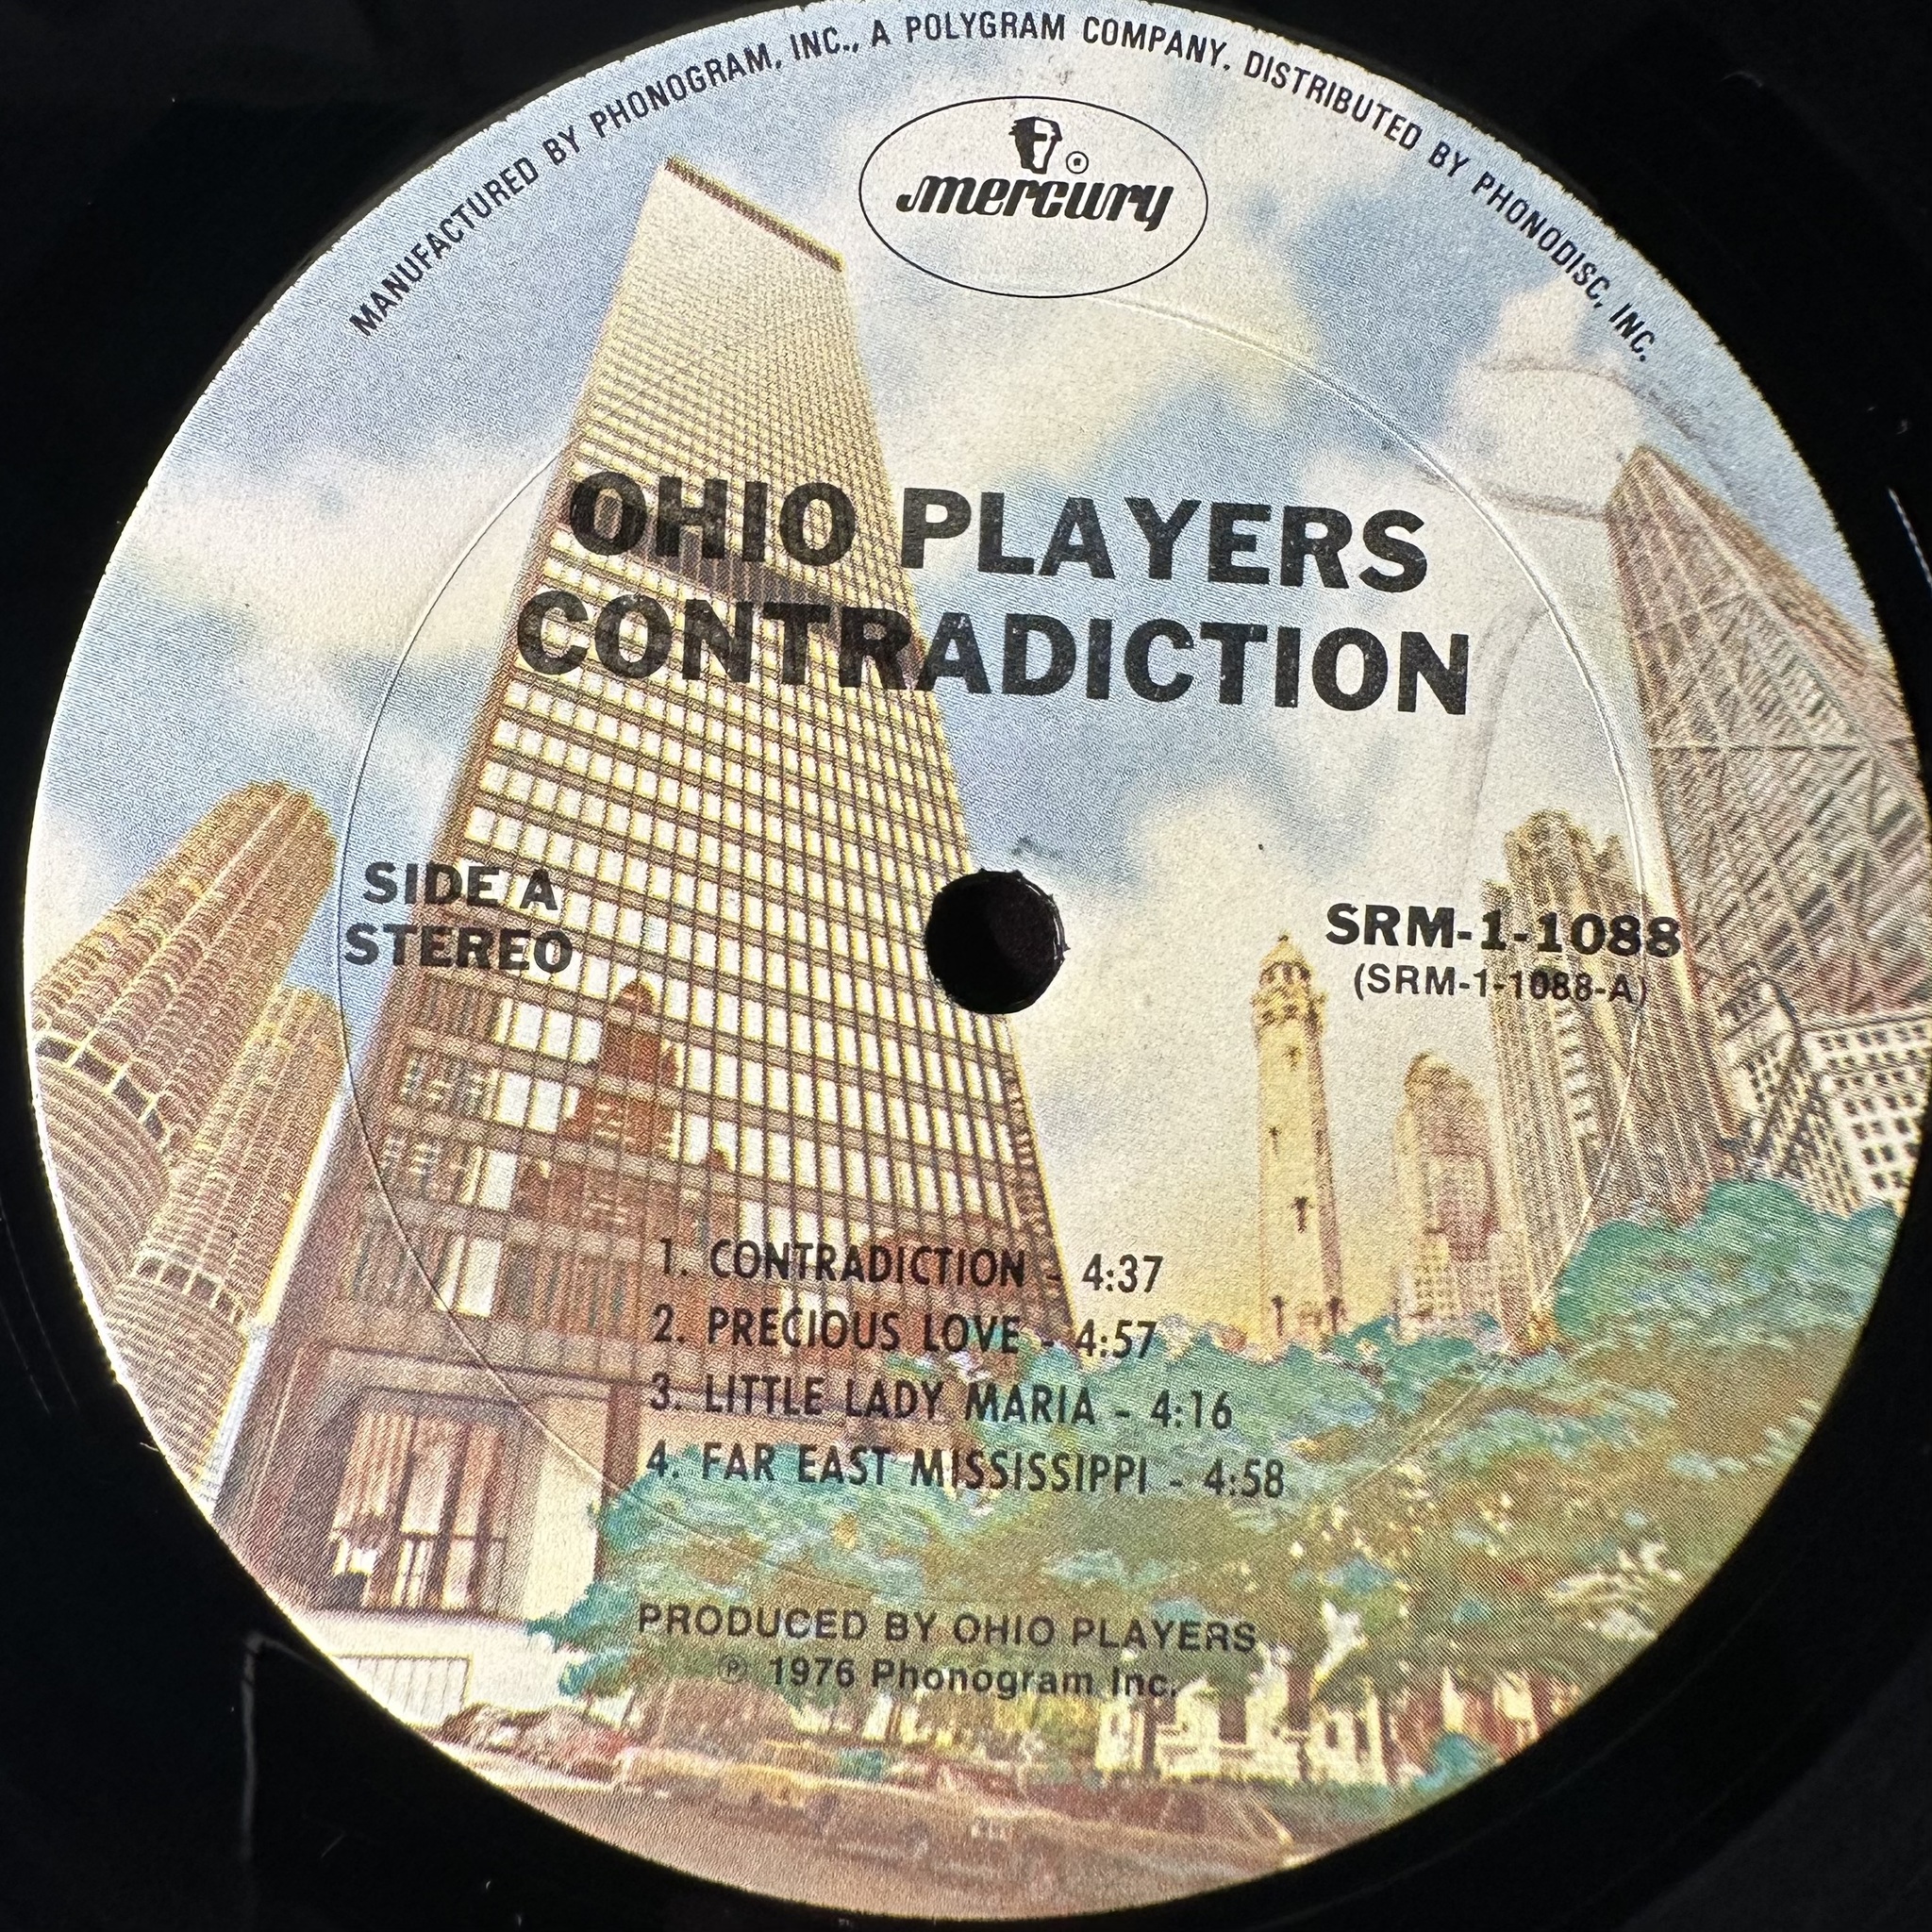 MANUFACTURED BY PHONOGRAM, INC., A POLYGRAM COMPANY. DISTRIBUTED BY PHONODISC, INC.
mercury®
OHIO PLAYERS
CONTRADICTION
SIDE A
STEREO
SRM-1-1088
(SRM-1-1088-A)
1. CONTRADICTION - 4:37
2. PRECIOUS LOVE - 4:57
3. LITTLE LADY MARIA - 4:16
4. FAR EAST MISSISSIPPI - 4:58
PRODUCED BY OHIO PLAYERS
℗ 1976 Phonogram Inc.